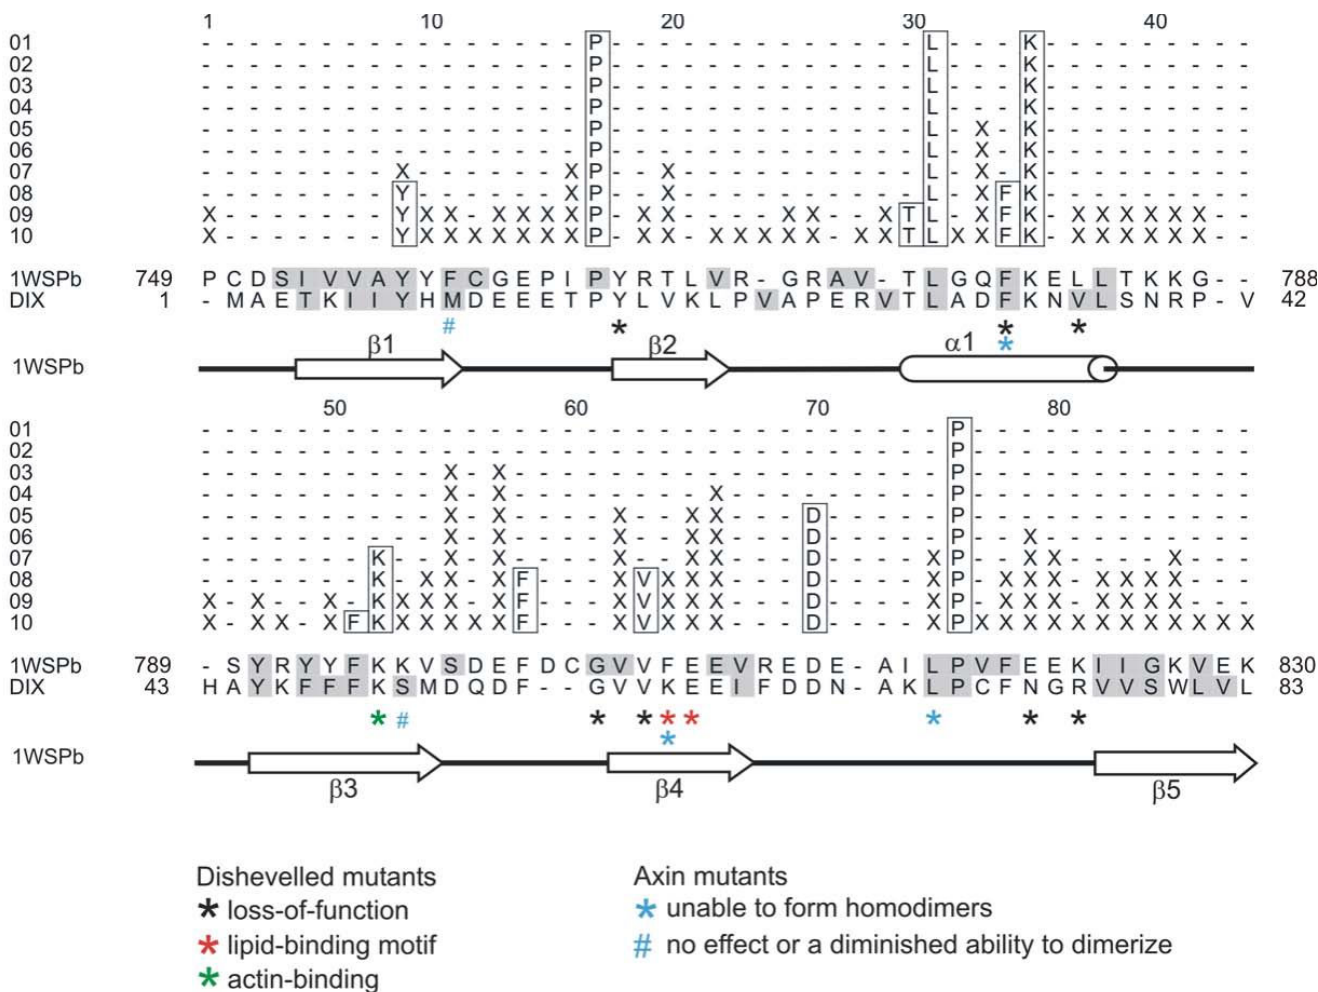 1 10 20 30 40
01 - - - - - - - - - - - - - - - - P - - - - - - - - - - - - - L - - - K - - - - - - - - -
02 - - - - - - - - - - - - - - - - P - - - - - - - - - - - - - L - - - K - - - - - - - - -
03 - - - - - - - - - - - - - - - - P - - - - - - - - - - - - - L - - - K - - - - - - - - -
04 - - - - - - - - - - - - - - - - P - - - - - - - - - - - - - L - - - K - - - - - - - - -
05 - - - - - - - - - - - - - - - - P - - - - - - - - - - - - - L - X - K - - - - - - - - -
06 - - - - - - - - - - - - - - - - P - - - - - - - - - - - - - L - X - K - - - - - - - - -
07 - - - - - - - - X - - - - - - X P - - X - - - - - - - - - - L - X - K - - - - - - - - -
08 - - - - - - - - Y - - - - - - X P - - X - - - - - - - - - - L - X F K - - - - - - - - -
09 X - - - - - - - Y X X - X X X X P - X X - - - - X X - - X T L - X F K - X X X X X X - -
10 X - - - - - - - Y X X X X X X X P - X X - X X X X X - X X T L X X F K - X X X X X X - -
1WSPb 749 P C D S I V V A Y Y F C G E P I P Y R T L V R - G R A V - T L G Q F K E L L T K K G - - 788
DIX 1 - M A E T K I I Y H M D E E E T P Y L V K L P V A P E R V T L A D F K N V L S N R P - V 42
# * * *
*
1WSPb β1 β2 α1
50 60 70 80
01 - - - - - - - - - - - - - - - - - - - - - - - - - - - - - - - P - - - - - - - - - - - -
02 - - - - - - - - - - - - - - - - - - - - - - - - - - - - - - - P - - - - - - - - - - - -
03 - - - - - - - - - - X - X - - - - - - - - - - - - - - - - - - P - - - - - - - - - - - -
04 - - - - - - - - - - X - X - - - - - - - - X - - - - - - - - - P - - - - - - - - - - - -
05 - - - - - - - - - - X - X - - - - X - - X X - - - D - - - - - P - - - - - - - - - - - -
06 - - - - - - - - - - X - X - - - - X - - X X - - - D - - - - - P - - X - - - - - - - - -
07 - - - - - - - K - - X - X - - - - X - - X X - - - D - - - - X P - - X X - - - - X - - -
08 - - - - - - - K - X X - X F - - - X V X X X - - - D - - - - X P - X X X - X X X X - - -
09 X - X - - X - K X X X - X F - - - X V X X X - - - D - - - - X P - X X X - X X X X - - -
10 X - X X - X F K X X X X X F - - - X V X X X - - - D - - - - X P X X X X X X X X X X X X
1WSPb 789 - S Y R Y Y F K K V S D E F D C G V V F E E V R E D E - A I L P V F E E K I I G K V E K 830
DIX 43 H A Y K F F F K S M D Q D F - - G V V K E E I F D D N - A K L P C F N G R V V S W L V L 83
* # * * * * * * *
*
1WSPb β3 β4 β5
Dishevelled mutants
* loss-of-function
* lipid-binding motif
* actin-binding
Axin mutants
* unable to form homodimers
# no effect or a diminished ability to dimerize